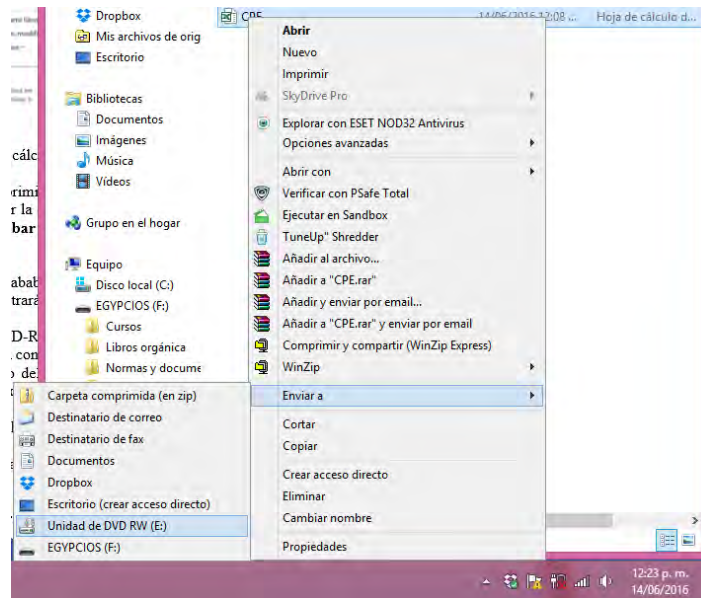 Dropbox
Mis archivos de orig
Escritorio
Bibliotecas
Documentos
Imágenes
Música
Vídeos
Grupo en el hogar
Equipo
Disco local (C:)
EGYPCIOS (F:)
Cursos
Libros orgánica
Normas y docume
CPE
14/06/2016 12:08 ...
Hoja de cálculo d...
Abrir
Nuevo
Imprimir
SkyDrive Pro
Explorar con ESET NOD32 Antivirus
Opciones avanzadas
Abrir con
Verificar con PSafe Total
Ejecutar en Sandbox
TuneUp" Shredder
Añadir al archivo...
Añadir a "CPE.rar"
Añadir y enviar por email...
Añadir a "CPE.rar" y enviar por email
Comprimir y compartir (WinZip Express)
WinZip
Enviar a
Cortar
Copiar
Crear acceso directo
Eliminar
Cambiar nombre
Propiedades
Carpeta comprimida (en zip)
Destinatario de correo
Destinatario de fax
Documentos
Dropbox
Escritorio (crear acceso directo)
Unidad de DVD RW (E:)
EGYPCIOS (F:)
cálc
rimi
r la
bar
abab
trará
D-R
con
o del
12:23 p. m.
14/06/2016